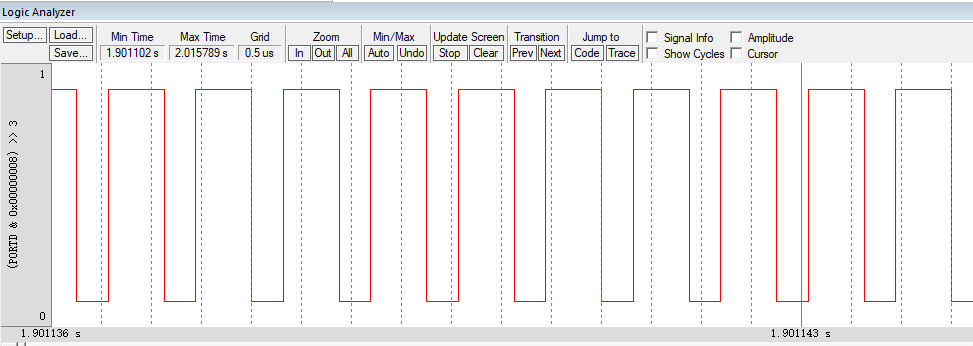 Logic Analyzer
Setup... Load... Min Time Max Time Grid Zoom Min/Max Update Screen Transition Jump to Signal Info Amplitude
Save... 1.901102 s 2.015789 s 0.5 us In Out All Auto Undo Stop Clear Prev Next Code Trace Show Cycles Cursor
1
(PORTD & 0x00000008) >> 3
0
1.901136 s 1.901143 s